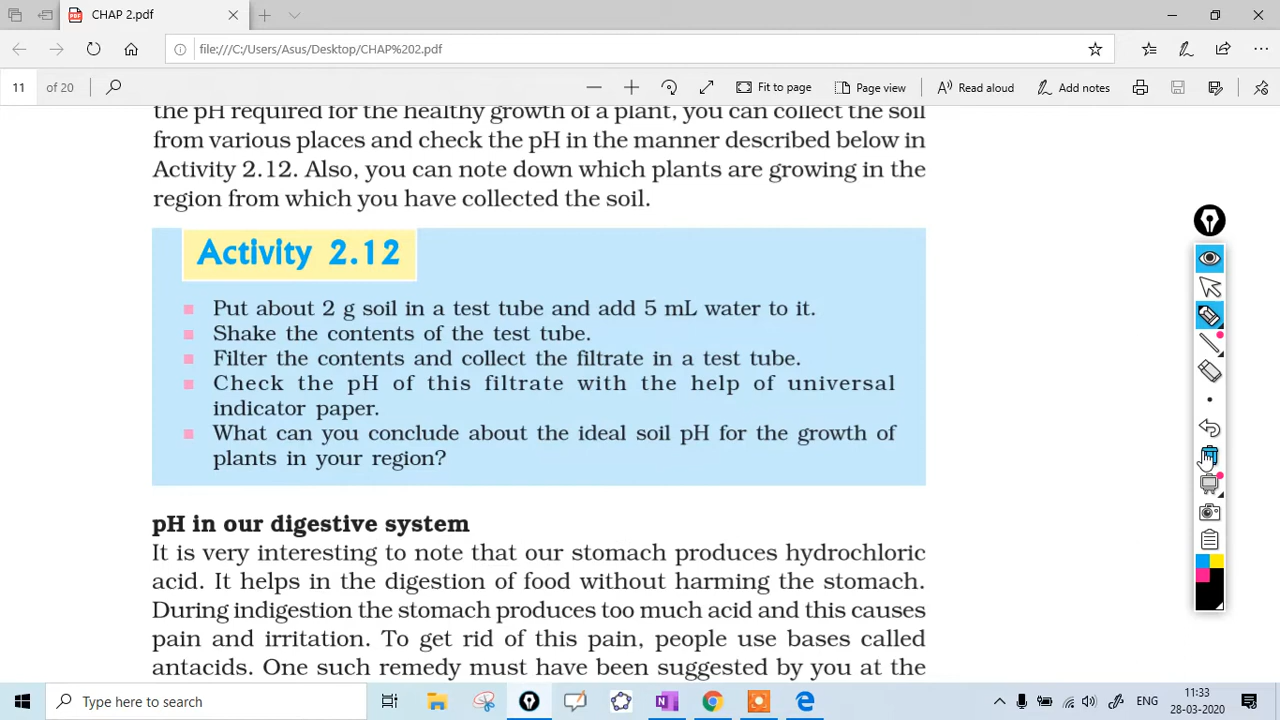 CHAP 2.pdf
file:///C:/Users/Asus/Desktop/CHAP%202.pdf
11 of 20
Fit to page
Page view
Read aloud
Add notes
the pH required for the healthy growth of a plant, you can collect the soil
from various places and check the pH in the manner described below in
Activity 2.12. Also, you can note down which plants are growing in the
region from which you have collected the soil.
Activity 2.12
Put about 2 g soil in a test tube and add 5 mL water to it.
Shake the contents of the test tube.
Filter the contents and collect the filtrate in a test tube.
Check the pH of this filtrate with the help of universal
indicator paper.
What can you conclude about the ideal soil pH for the growth of
plants in your region?
pH in our digestive system
It is very interesting to note that our stomach produces hydrochloric
acid. It helps in the digestion of food without harming the stomach.
During indigestion the stomach produces too much acid and this causes
pain and irritation. To get rid of this pain, people use bases called
antacids. One such remedy must have been suggested by you at the
Type here to search
ENG
11:33
28-03-2020